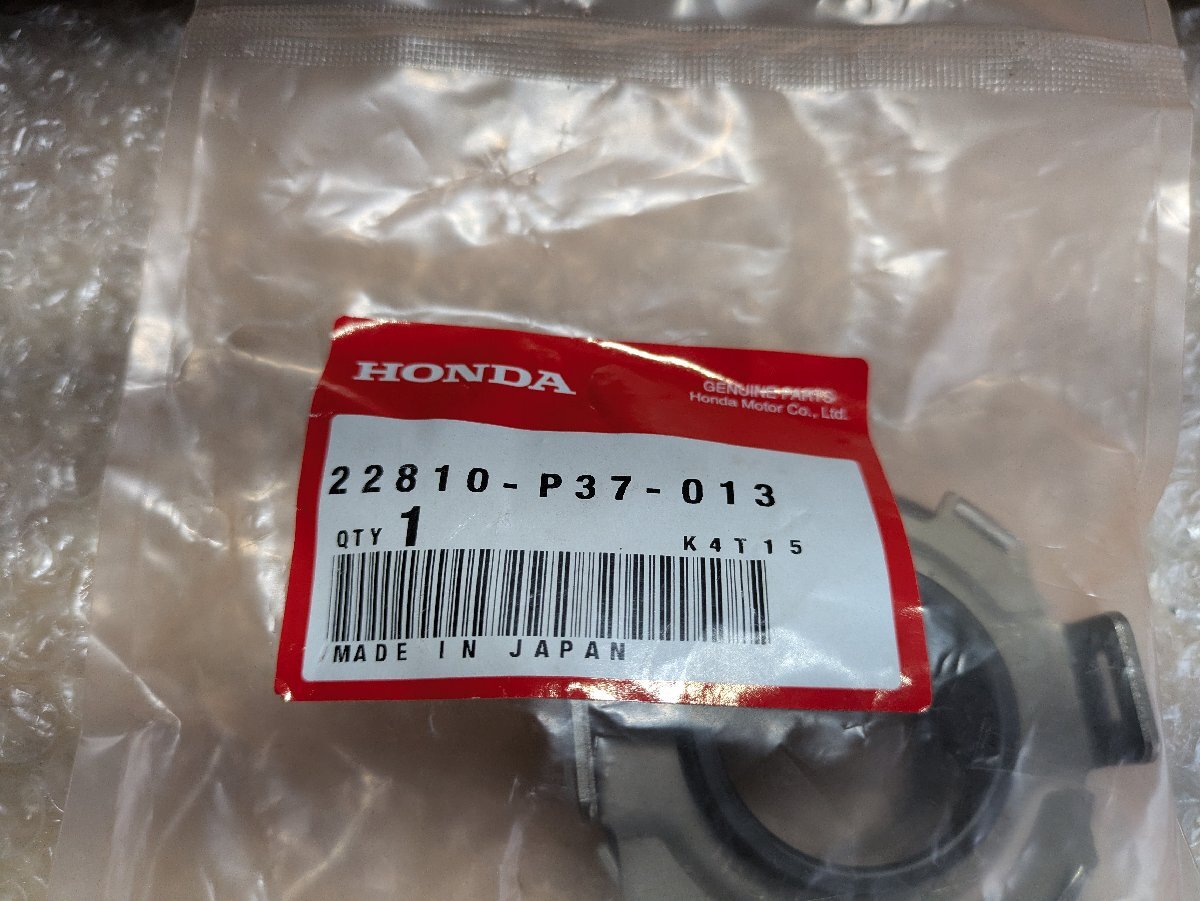 HONDA
GENUINE PARTS
Honda Motor Co., Ltd.
22810-P37-013
QTY 1 K4T15
MADE IN JAPAN